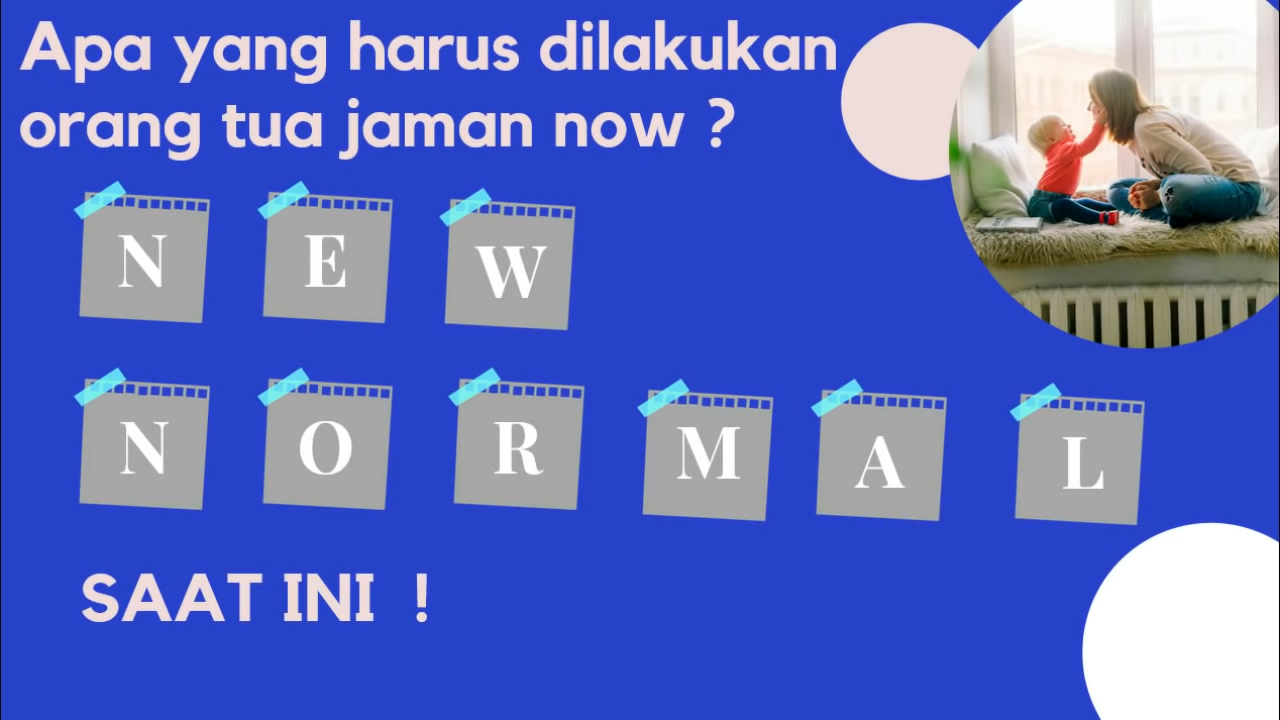 Apa yang harus dilakukan
orang tua jaman now ?
N E W
N O R M A L
SAAT INI !